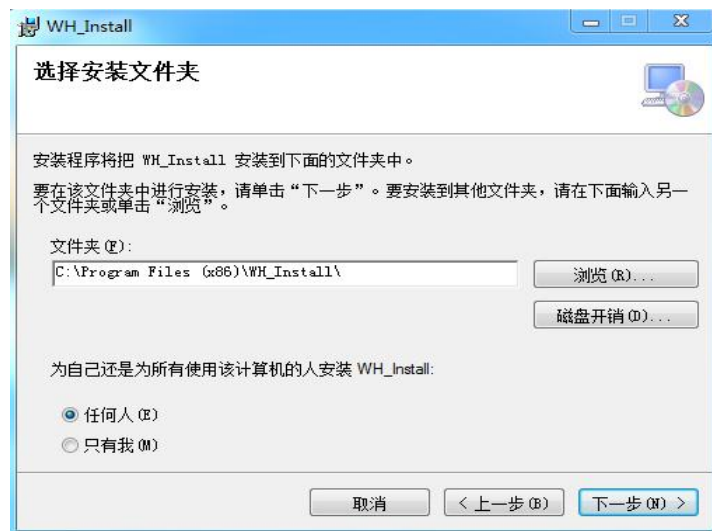 WH_Install
选择安装文件夹
安装程序将把 WH_Install 安装到下面的文件夹中。
要在该文件夹中进行安装，请单击“下一步”。要安装到其他文件夹，请在下面输入另一
个文件夹或单击“浏览”。
文件夹(F):
C:\Program Files (x86)\WH_Install\
浏览(R)...
磁盘开销(D)...
为自己还是为所有使用该计算机的人安装 WH_Install:
任何人(E)
只有我(M)
取消
< 上一步(B)
下一步(N) >